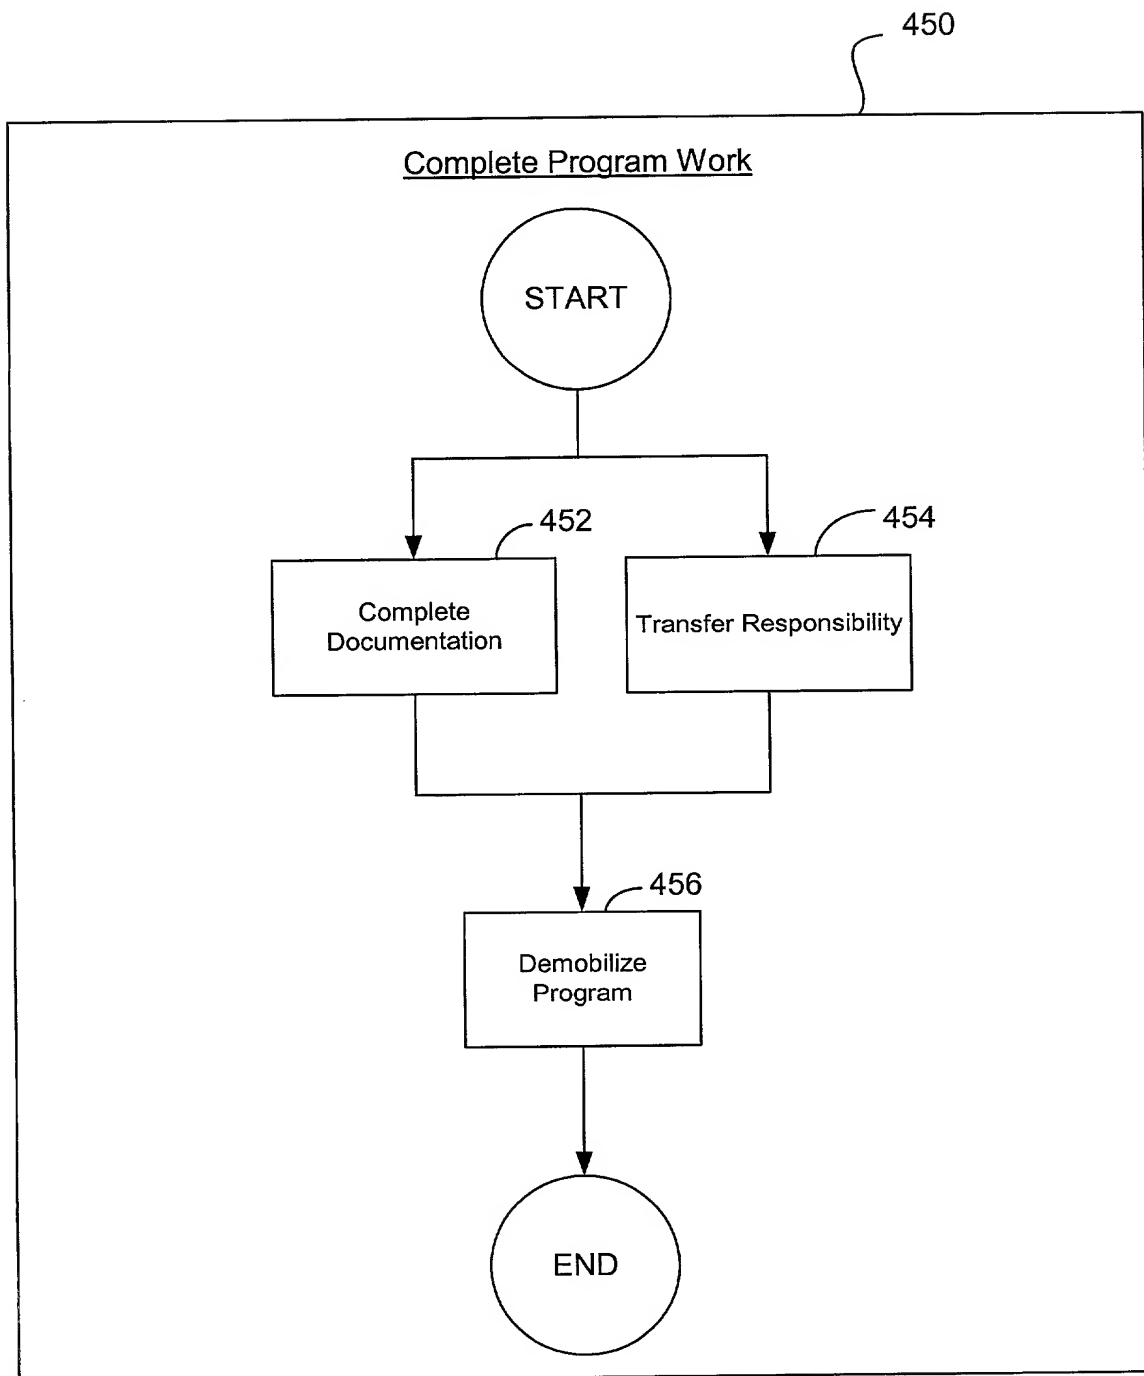 450
Complete Program Work
START
452
454
Complete
Documentation
Transfer Responsibility
456
Demobilize
Program
END